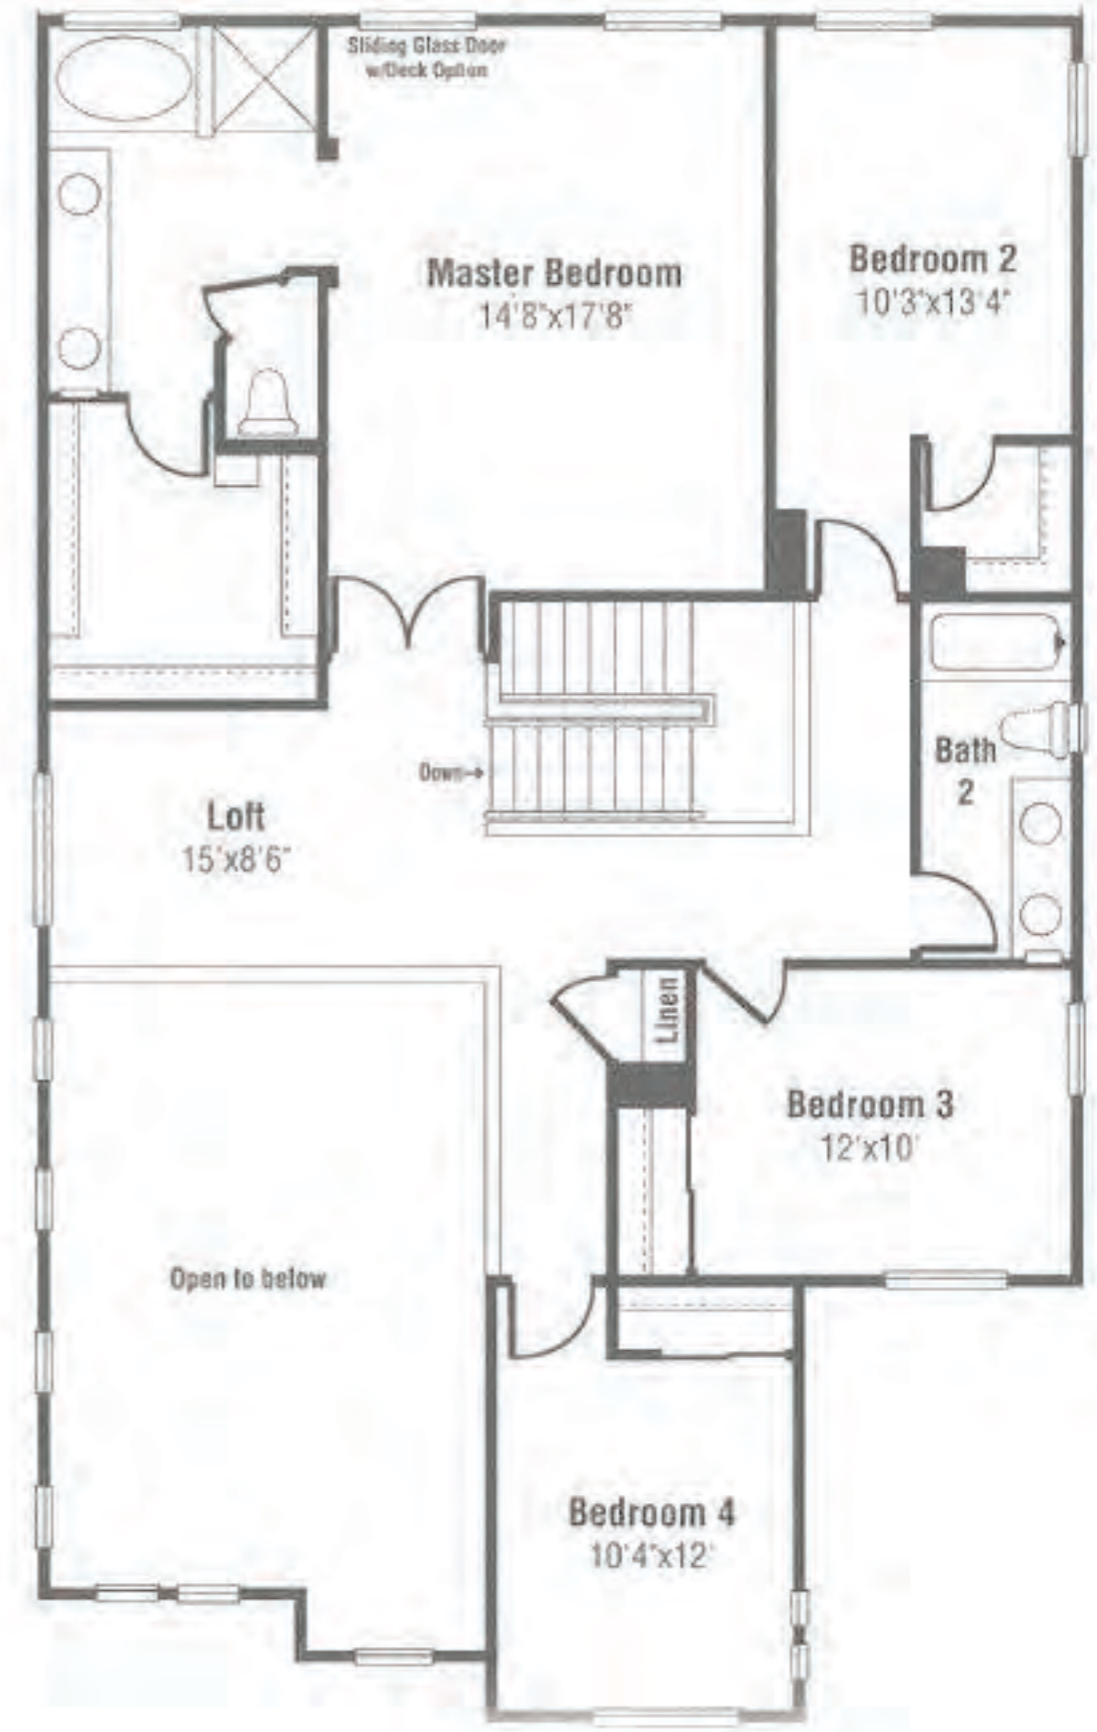 Sliding Glass Door
w/Deck Option
Master Bedroom
14'8"x17'8"
Bedroom 2
10'3"x13'4"
Down
Bath
2
Loft
15'x8'6"
Linen
Bedroom 3
12'x10'
Open to below
Bedroom 4
10'4"x12'